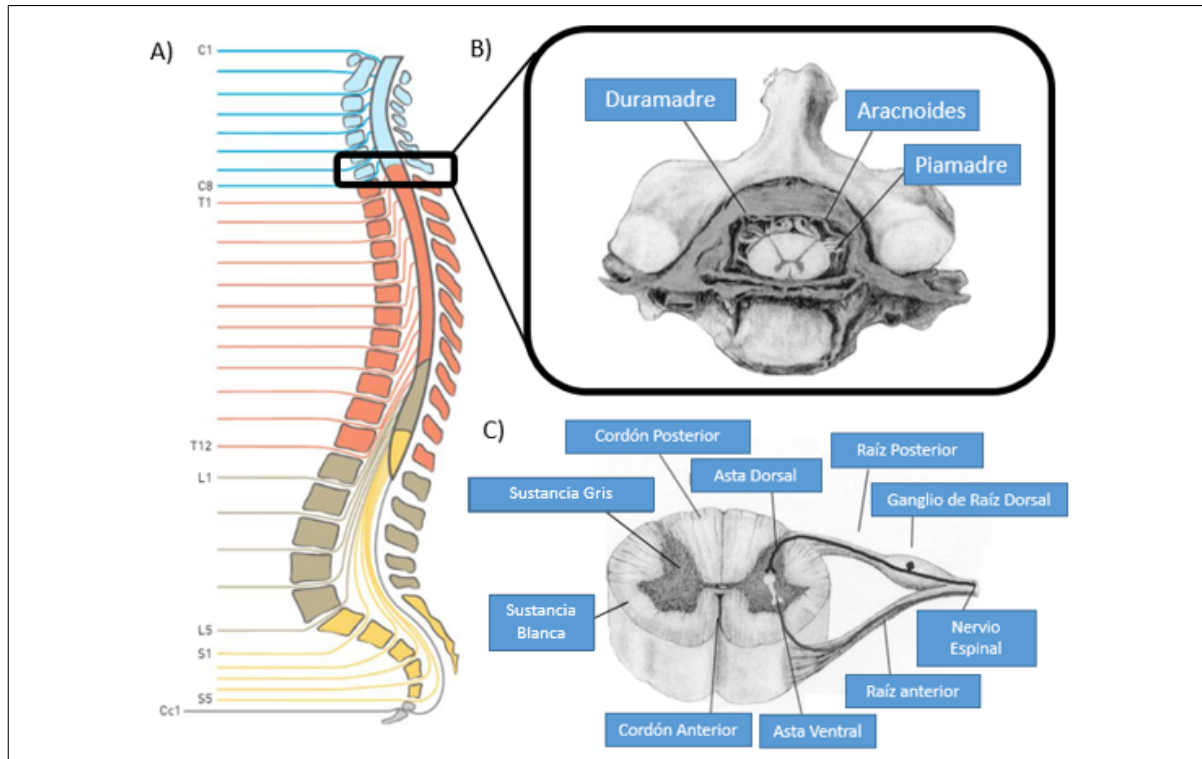 A)
C1
C8
T1
T12
L1
L5
S1
S5
Cc1
B)
Duramadre
Aracnoides
Piamadre
C)
Cordón Posterior
Raíz Posterior
Asta Dorsal
Sustancia Gris
Ganglio de Raíz Dorsal
Sustancia
Blanca
Nervio
Espinal
Raíz anterior
Cordón Anterior
Asta Ventral